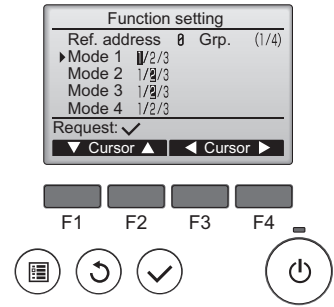 Function setting
Ref. address 0 Grp. (1/4)
Mode 1 1/2/3
Mode 2 1/2/3
Mode 3 1/2/3
Mode 4 1/2/3
Request:
Cursor Cursor
F1 F2 F3 F4